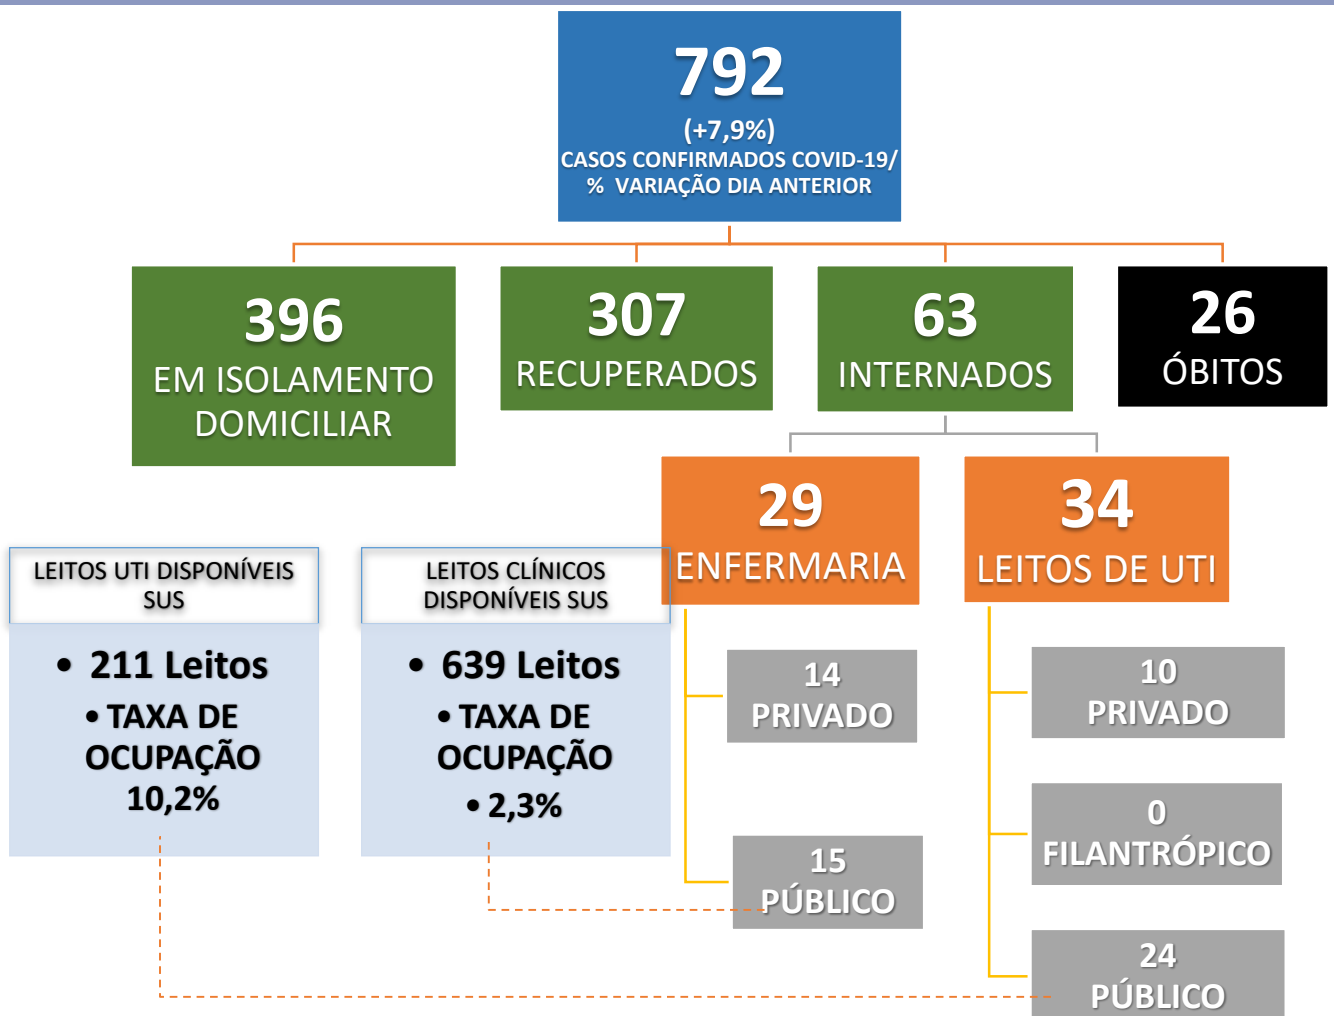 792
(+7,9%)
CASOS CONFIRMADOS COVID-19/
% VARIAÇÃO DIA ANTERIOR
396
EM ISOLAMENTO
DOMICILIAR
307
RECUPERADOS
63
INTERNADOS
26
ÓBITOS
29
ENFERMARIA
34
LEITOS DE UTI
LEITOS UTI DISPONÍVEIS
SUS
• 211 Leitos
• TAXA DE
OCUPAÇÃO
10,2%
LEITOS CLÍNICOS
DISPONÍVEIS SUS
• 639 Leitos
• TAXA DE
OCUPAÇÃO
• 2,3%
14
PRIVADO
15
PÚBLICO
10
PRIVADO
0
FILANTRÓPICO
24
PÚBLICO